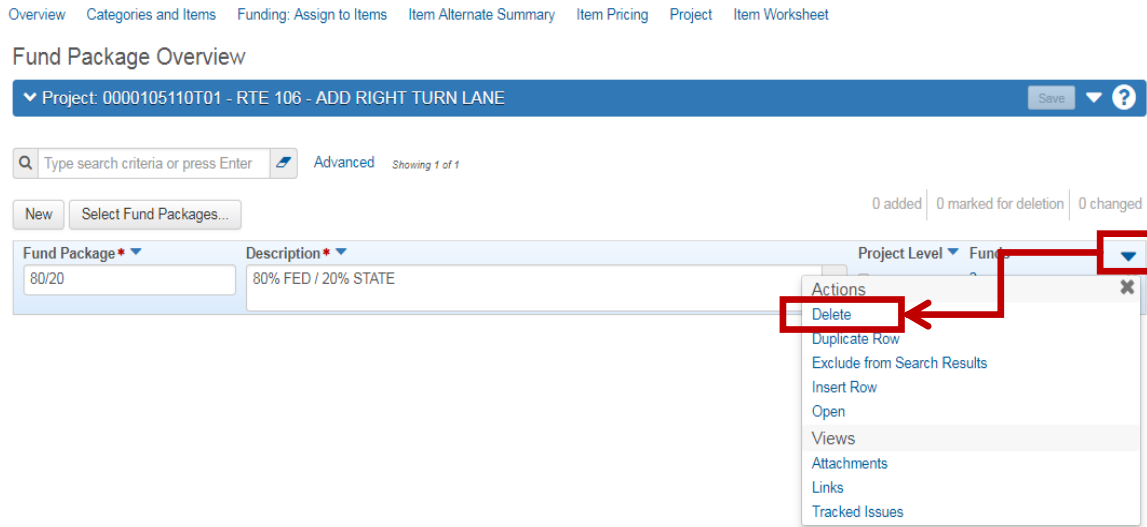 Overview Categories and Items Funding: Assign to Items Item Alternate Summary Item Pricing Project Item Worksheet
Fund Package Overview
Project: 0000105110T01 - RTE 106 - ADD RIGHT TURN LANE Save ?
Type search criteria or press Enter Advanced Showing 1 of 1
New Select Fund Packages... 0 added 0 marked for deletion 0 changed
Fund Package* Description* Project Level Funds
80/20 80% FED / 20% STATE
Actions
Delete
Duplicate Row
Exclude from Search Results
Insert Row
Open
Views
Attachments
Links
Tracked Issues